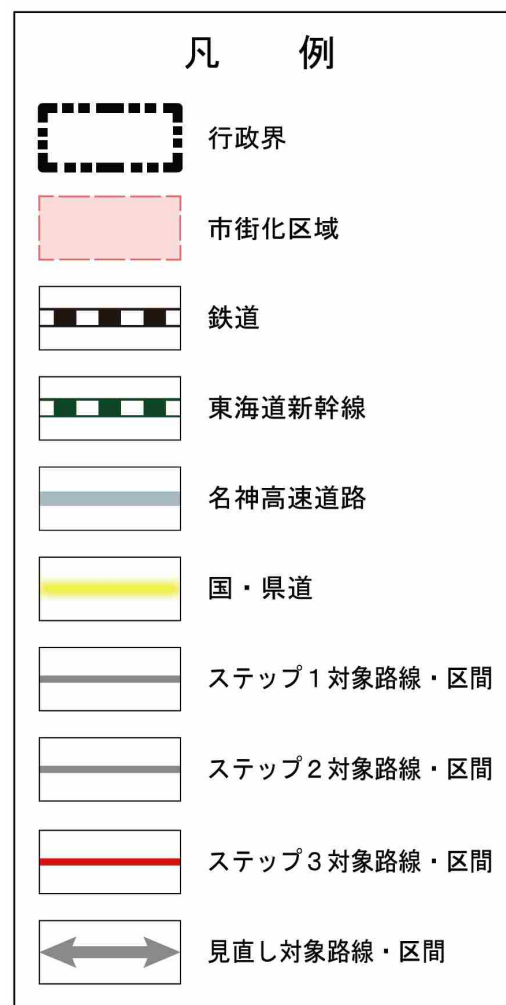 凡　例
行政界
市街化区域
鉄道
東海道新幹線
名神高速道路
国・県道
ステップ１対象路線・区間
ステップ２対象路線・区間
ステップ３対象路線・区間
見直し対象路線・区間